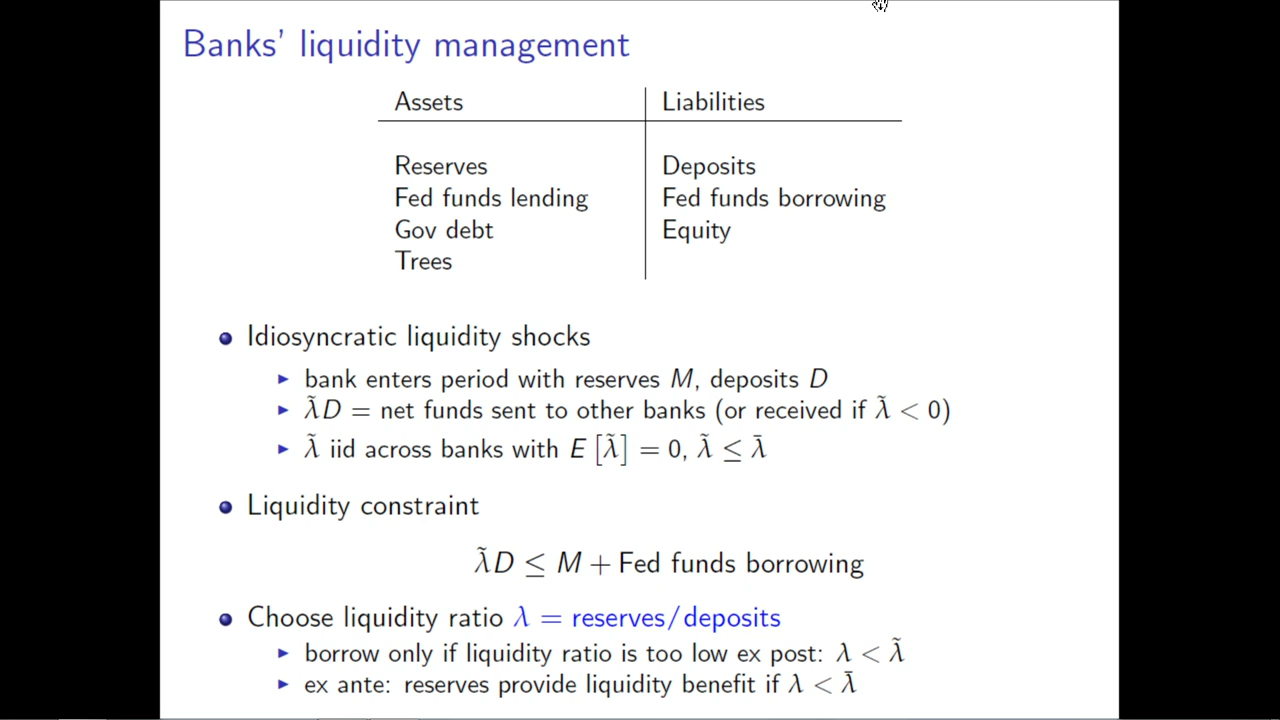 Banks' liquidity management
Assets Liabilities
Reserves Deposits
Fed funds lending Fed funds borrowing
Gov debt Equity
Trees
Idiosyncratic liquidity shocks
bank enters period with reserves M, deposits D
λ̃D = net funds sent to other banks (or received if λ̃ < 0)
λ̃ iid across banks with E [λ̃] = 0, λ̃ ≤ λ̄
Liquidity constraint
λ̃D ≤ M + Fed funds borrowing
Choose liquidity ratio λ = reserves/deposits
borrow only if liquidity ratio is too low ex post: λ < λ̃
ex ante: reserves provide liquidity benefit if λ < λ̄